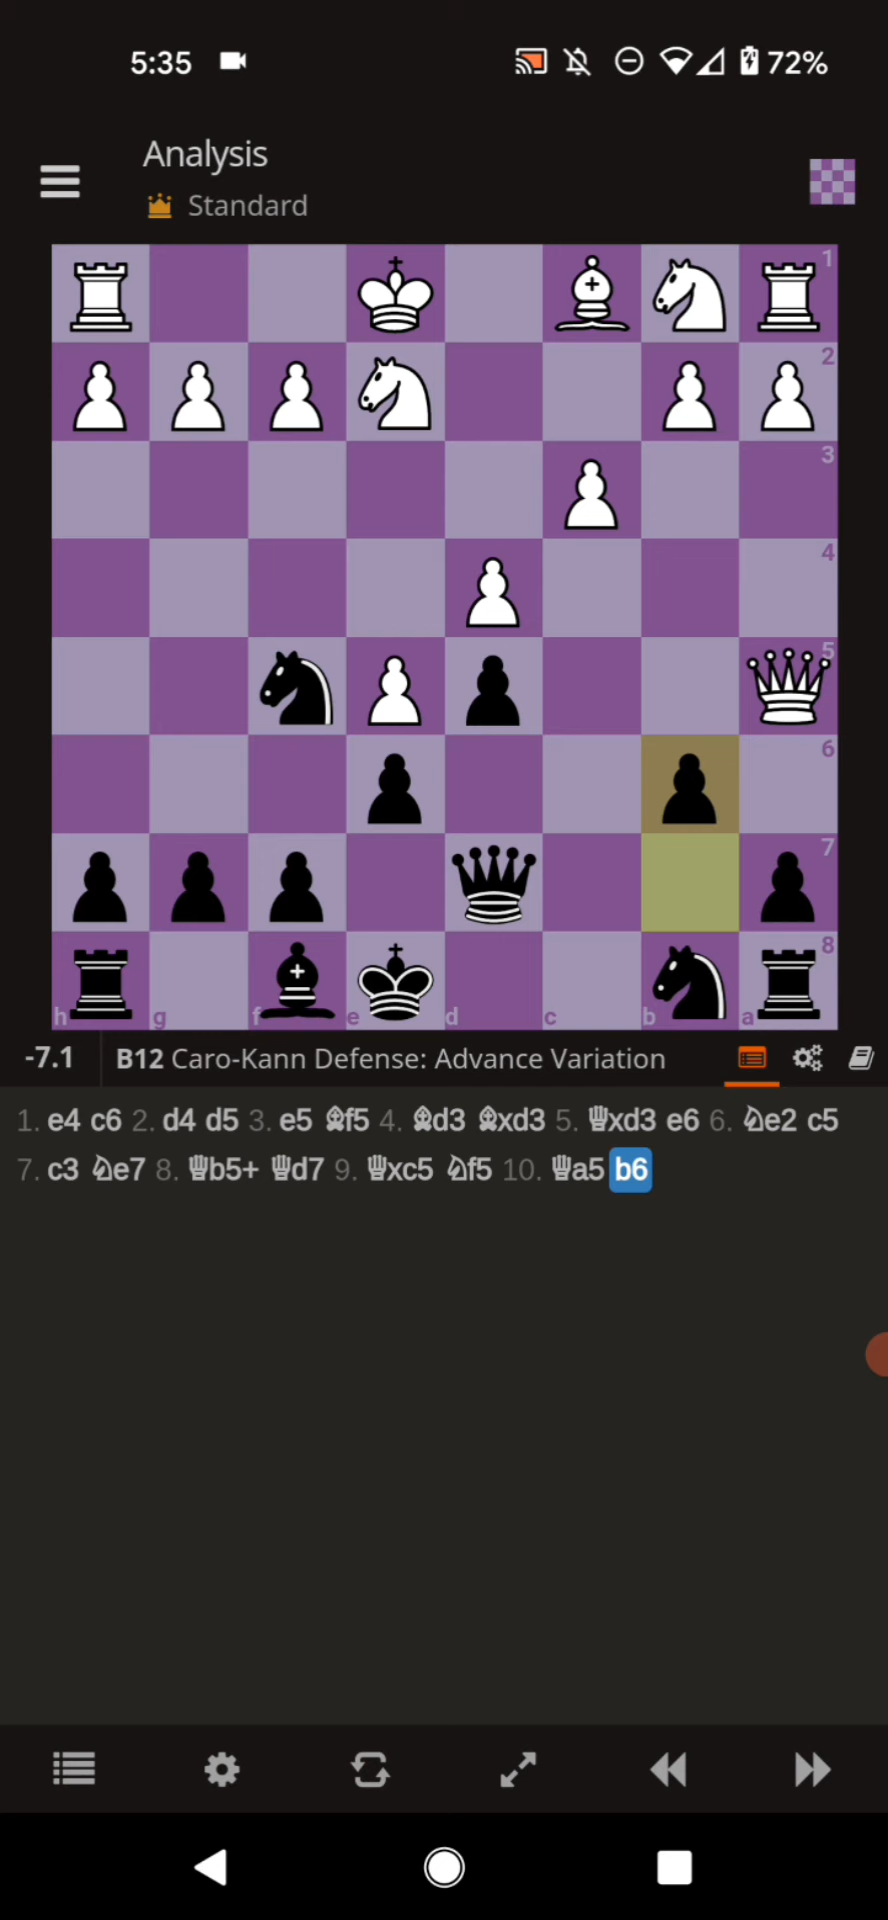 5:35 72%
Analysis
Standard
1
2
3
4
5
6
7
8
h g f e d c b a
-7.1 B12 Caro-Kann Defense: Advance Variation
1. e4 c6 2. d4 d5 3. e5 ♝f5 4. ♝d3 ♝xd3 5. ♛xd3 e6 6. ♞e2 c5
7. c3 ♞e7 8. ♛b5+ ♛d7 9. ♛xc5 ♞f5 10. ♛a5 b6